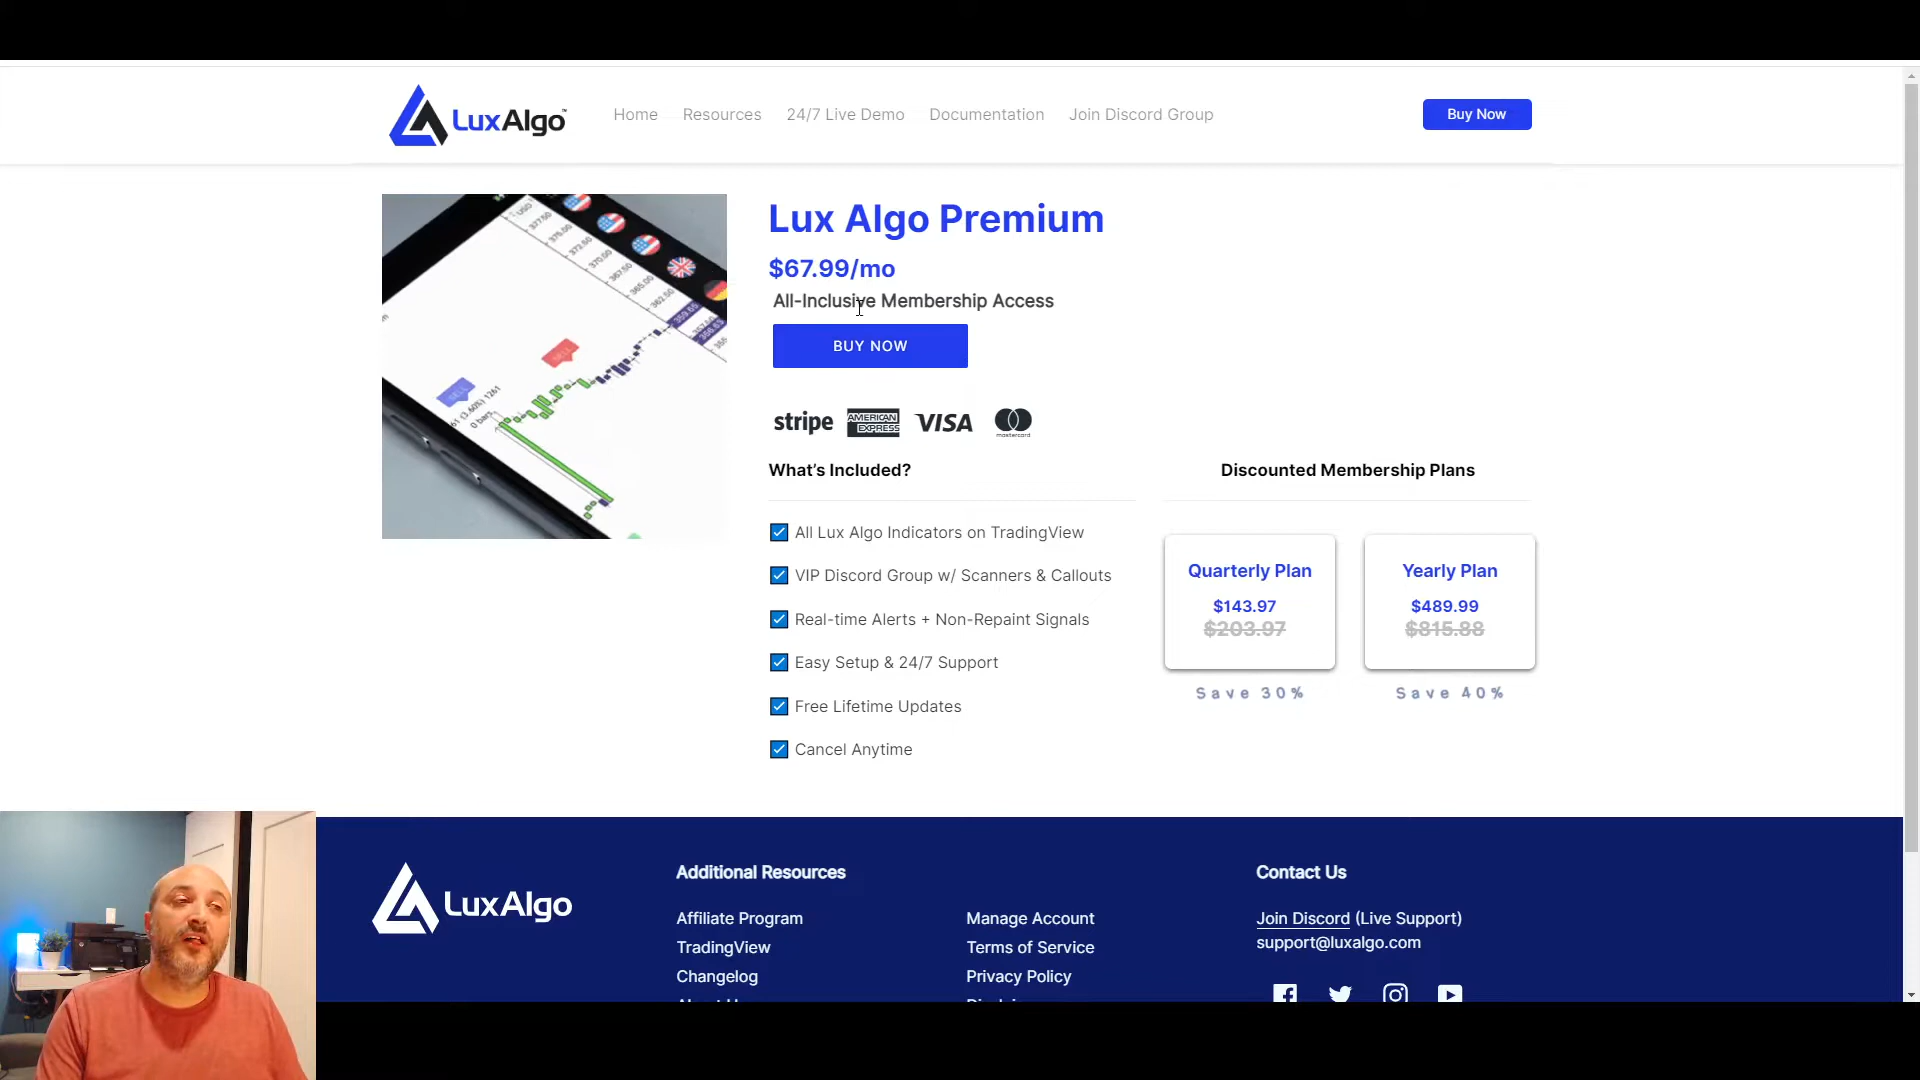 LuxAlgo™
Home
Resources
24/7 Live Demo
Documentation
Join Discord Group
Buy Now
Lux Algo Premium
$67.99/mo
All-Inclusive Membership Access
BUY NOW
stripe
AMERICAN EXPRESS
VISA
mastercard
What's Included?
All Lux Algo Indicators on TradingView
VIP Discord Group w/ Scanners & Callouts
Real-time Alerts + Non-Repaint Signals
Easy Setup & 24/7 Support
Free Lifetime Updates
Cancel Anytime
Discounted Membership Plans
Quarterly Plan
$143.97
$203.97
Save 30%
Yearly Plan
$489.99
$815.88
Save 40%
LuxAlgo
Additional Resources
Affiliate Program
TradingView
Changelog
Manage Account
Terms of Service
Privacy Policy
Contact Us
Join Discord (Live Support)
support@luxalgo.com